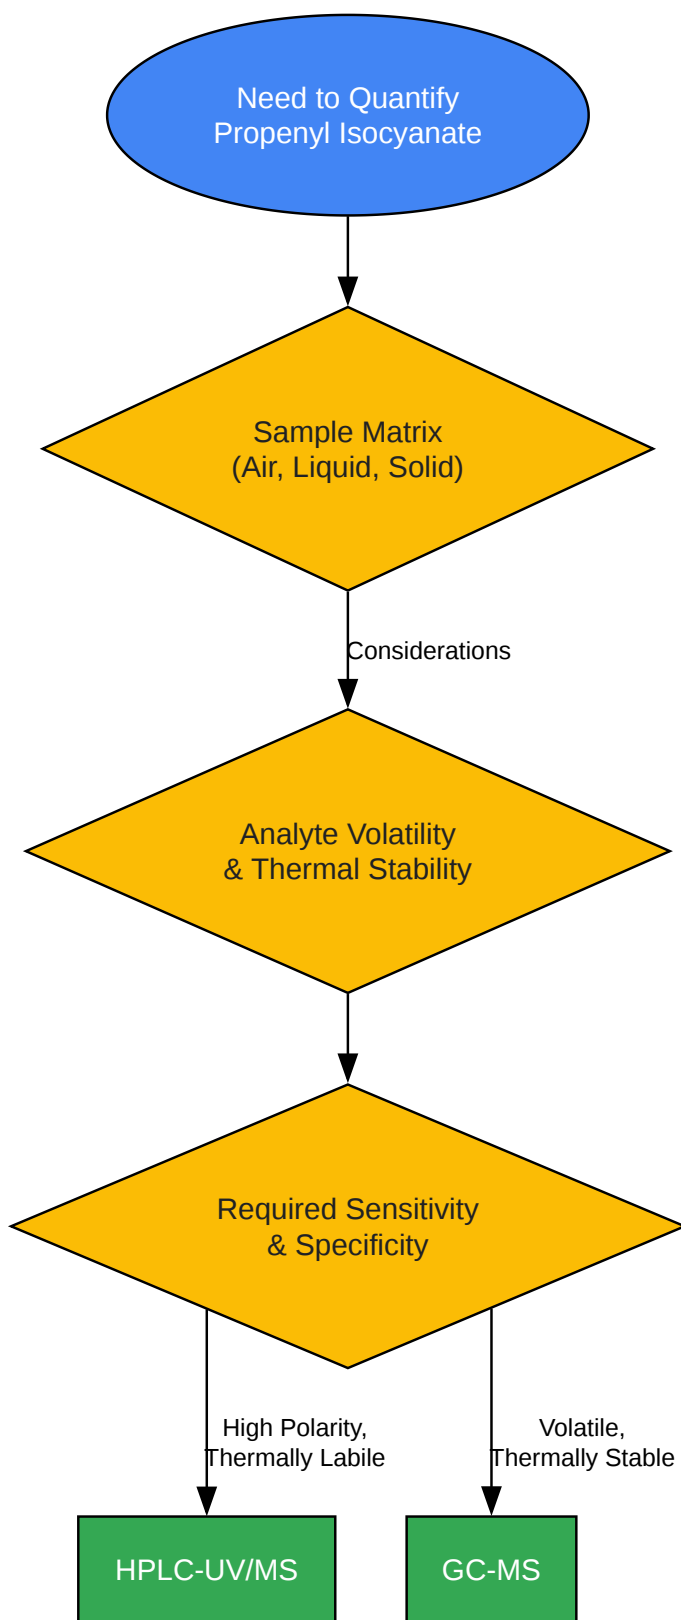 Need to Quantify
Propenyl Isocyanate
Sample Matrix
(Air, Liquid, Solid)
Considerations
Analyte Volatility
& Thermal Stability
Required Sensitivity
& Specificity
High Polarity,
Thermally Labile
Volatile,
Thermally Stable
HPLC-UV/MS
GC-MS